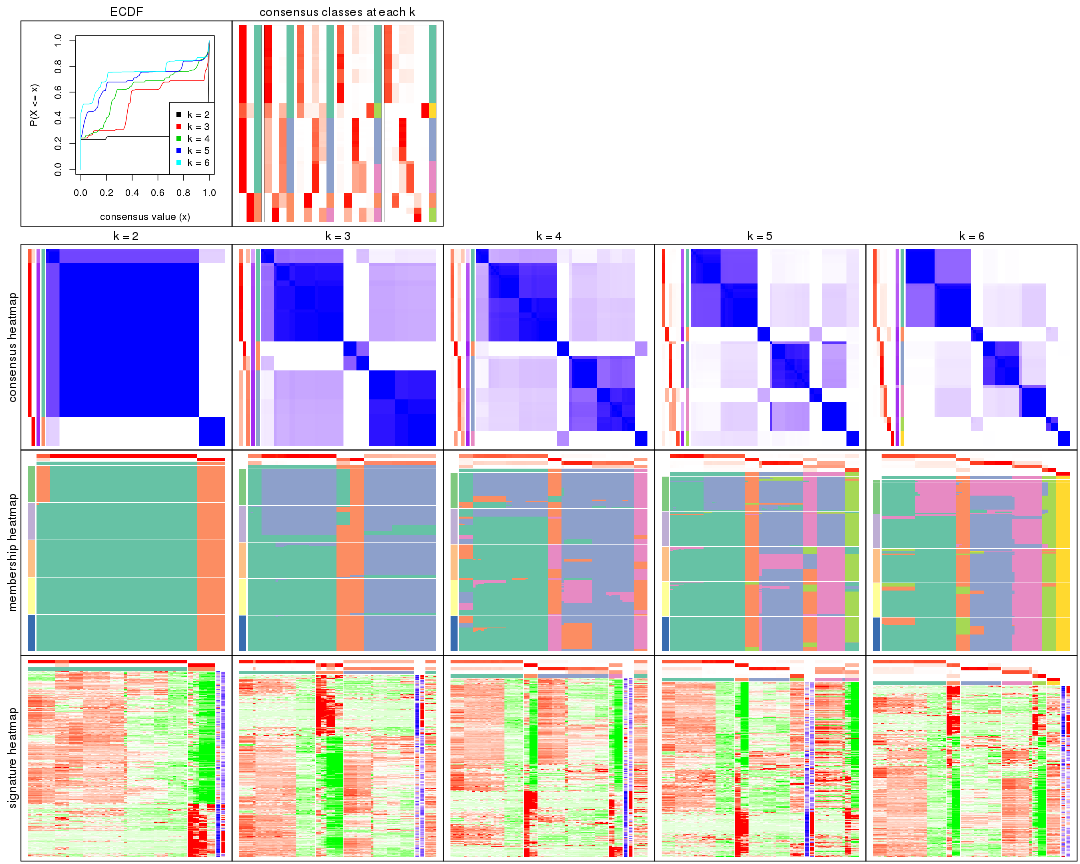 ECDF
consensus classes at each k
P(X <= x)
0.0
0.2
0.4
0.6
0.8
1.0
k = 2
k = 3
k = 4
k = 5
k = 6
0.0 0.2 0.4 0.6 0.8 1.0
consensus value (x)
k = 2
k = 3
k = 4
k = 5
k = 6
consensus heatmap
membership heatmap
signature heatmap